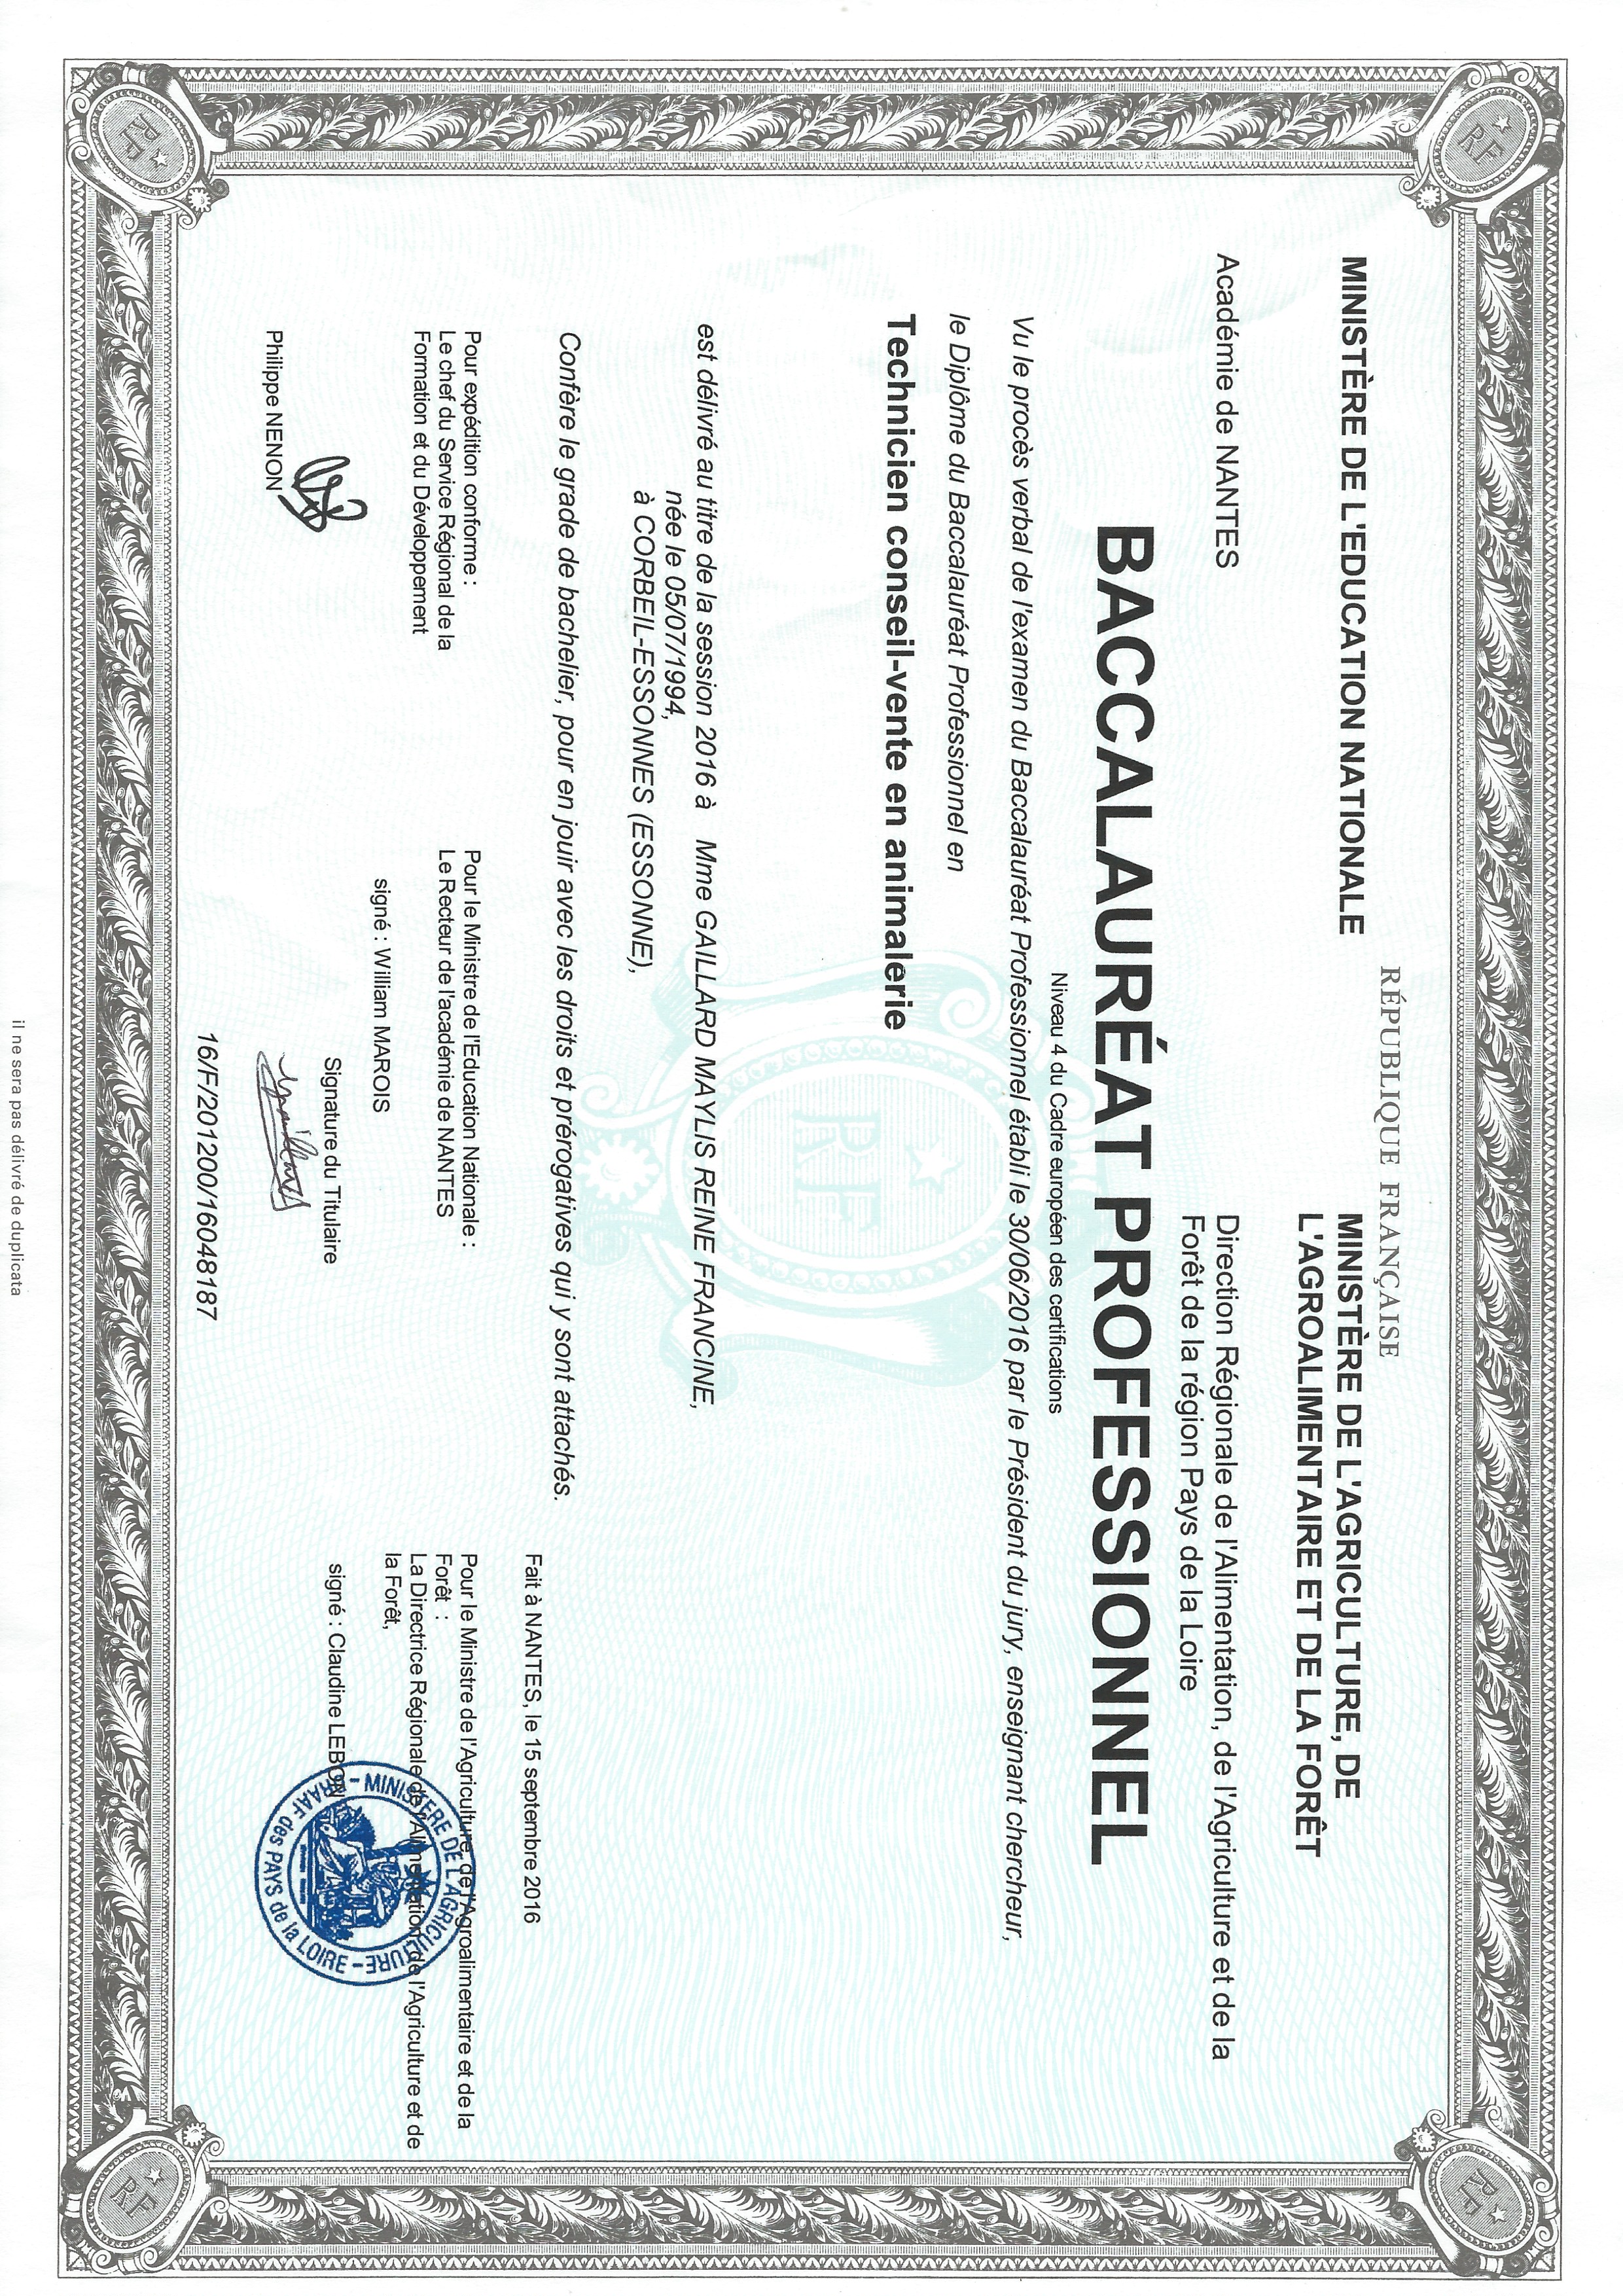 RÉPUBLIQUE FRANÇAISE
MINISTÈRE DE L'EDUCATION NATIONALE
MINISTÈRE DE L'AGRICULTURE, DE
L'AGROALIMENTAIRE ET DE LA FORÊT
Académie de NANTES
Direction Régionale de l'Alimentation, de l'Agriculture et de la
Forêt de la région Pays de la Loire
BACCALAURÉAT PROFESSIONNEL
Niveau 4 du Cadre européen des certifications
Vu le procès verbal de l'examen du Baccalauréat Professionnel établi le 30/06/2016 par le Président du jury, enseignant chercheur,
le Diplôme du Baccalauréat Professionnel en
Technicien conseil-vente en animalerie
RF
est délivré au titre de la session 2016 à Mme GAILLARD MAYLIS REINE FRANCINE,
née le 05/07/1994,
à CORBEIL-ESSONNES (ESSONNE),
Confère le grade de bachelier, pour en jouir avec les droits et prérogatives qui y sont attachés.
Fait à NANTES, le 15 septembre 2016
Pour expédition conforme :
Le chef du Service Régional de la
Formation et du Développement
Philippe NENON
Pour le Ministre de l'Education Nationale :
Le Recteur de l'académie de NANTES
signé : William MAROIS
Signature du Titulaire
Pour le Ministre de l'Agriculture, de l'Agroalimentaire et de la
Forêt :
La Directrice Régionale de l'Alimentation, de l'Agriculture et de
la Forêt,
signé : Claudine LEBON
- MINISTÈRE DE L'AGRICULTURE -
DRAAF des PAYS de la LOIRE
16/F/201200/16048187
RF
RF
RF
RF
il ne sera pas délivré de duplicata